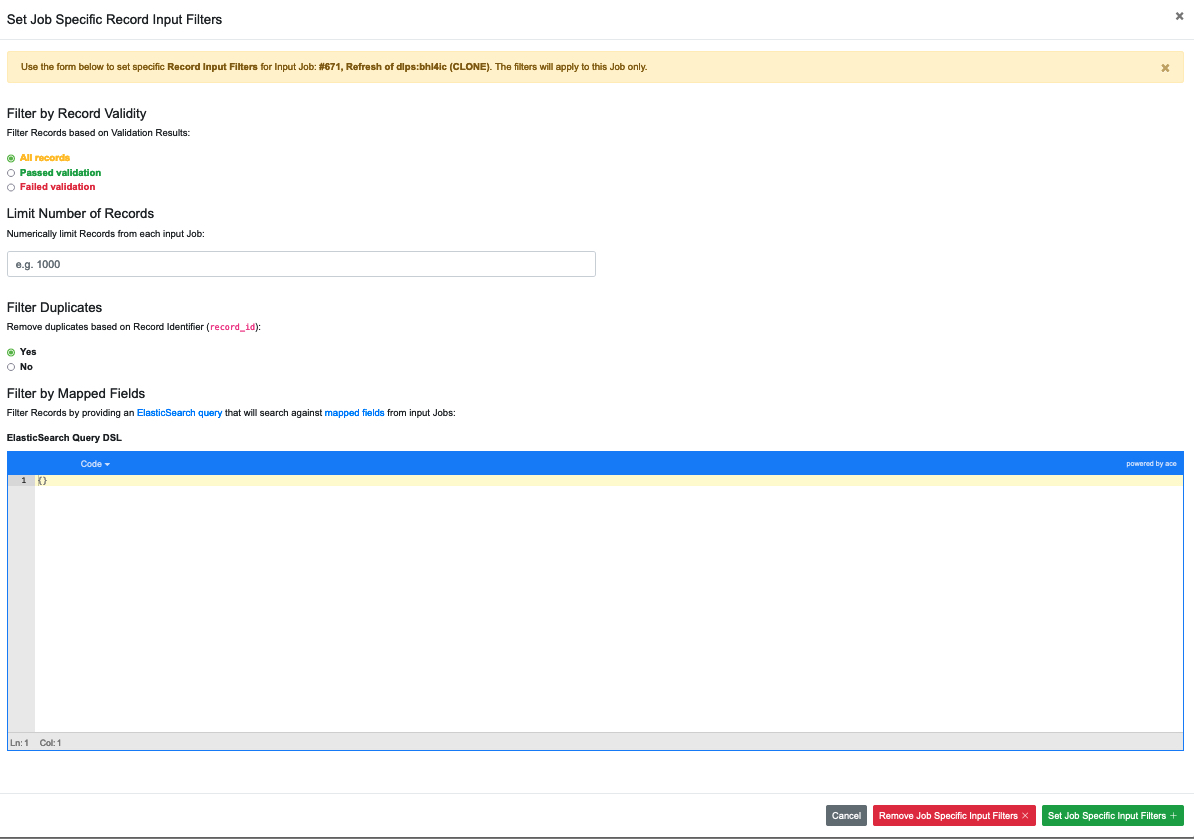 Set Job Specific Record Input Filters
Use the form below to set specific Record Input Filters for Input Job: #671, Refresh of dlps:bhl4ic (CLONE). The filters will apply to this Job only.
Filter by Record Validity
Filter Records based on Validation Results:
All records
Passed validation
Failed validation
Limit Number of Records
Numerically limit Records from each input Job:
e.g. 1000
Filter Duplicates
Remove duplicates based on Record Identifier (record_id):
Yes
No
Filter by Mapped Fields
Filter Records by providing an ElasticSearch query that will search against mapped fields from input Jobs:
ElasticSearch Query DSL
Code powered by ace
1 {}
Ln: 1 Col: 1
Cancel Remove Job Specific Input Filters Set Job Specific Input Filters